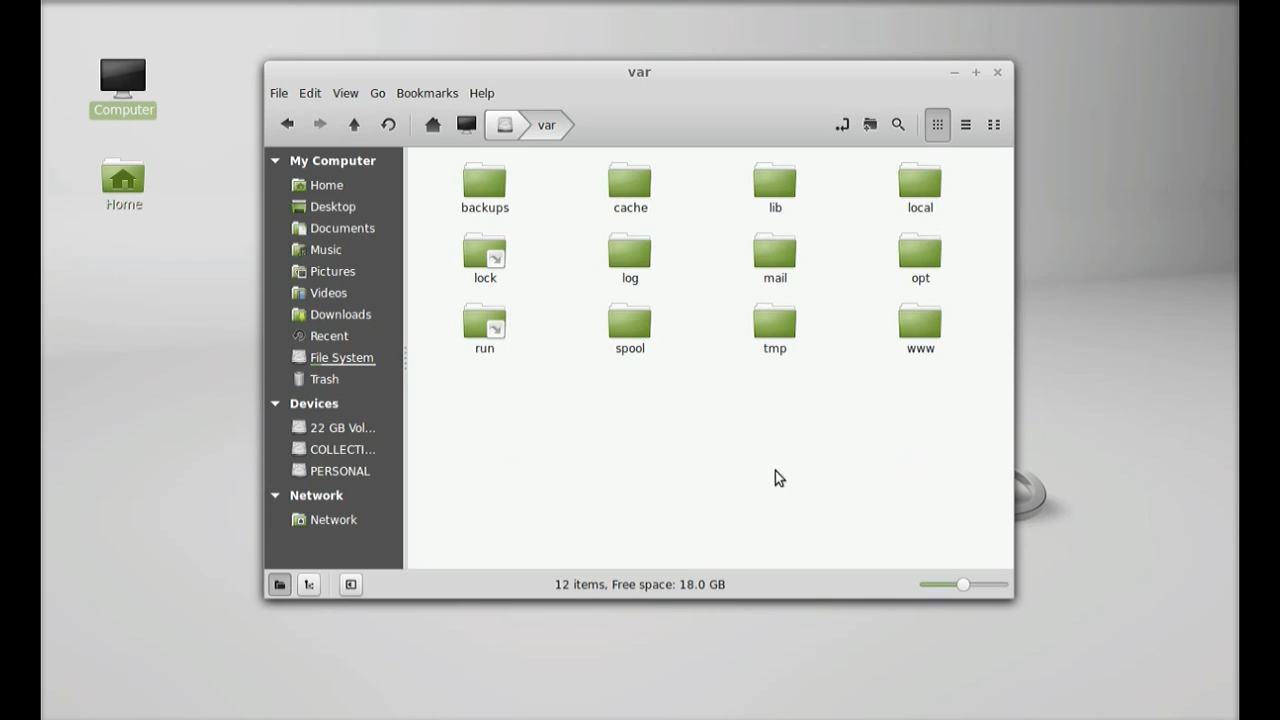 var
File Edit View Go Bookmarks Help
var
Computer
Home
My Computer
Home
Desktop
Documents
Music
Pictures
Videos
Downloads
Recent
File System
Trash
Devices
22 GB Vol...
COLLECTI...
PERSONAL
Network
Network
backups cache lib local
lock log mail opt
run spool tmp www
12 items, Free space: 18.0 GB